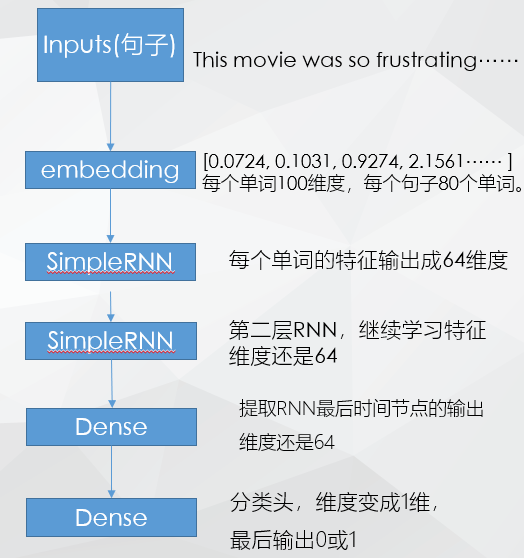 Inputs(句子)
This movie was so frustrating……
embedding
[0.0724, 0.1031, 0.9274, 2.1561…… ]
每个单词100维度，每个句子80个单词。
SimpleRNN
每个单词的特征输出成64维度
SimpleRNN
第二层RNN，继续学习特征
维度还是64
Dense
提取RNN最后时间节点的输出
维度还是64
Dense
分类头，维度变成1维，
最后输出0或1